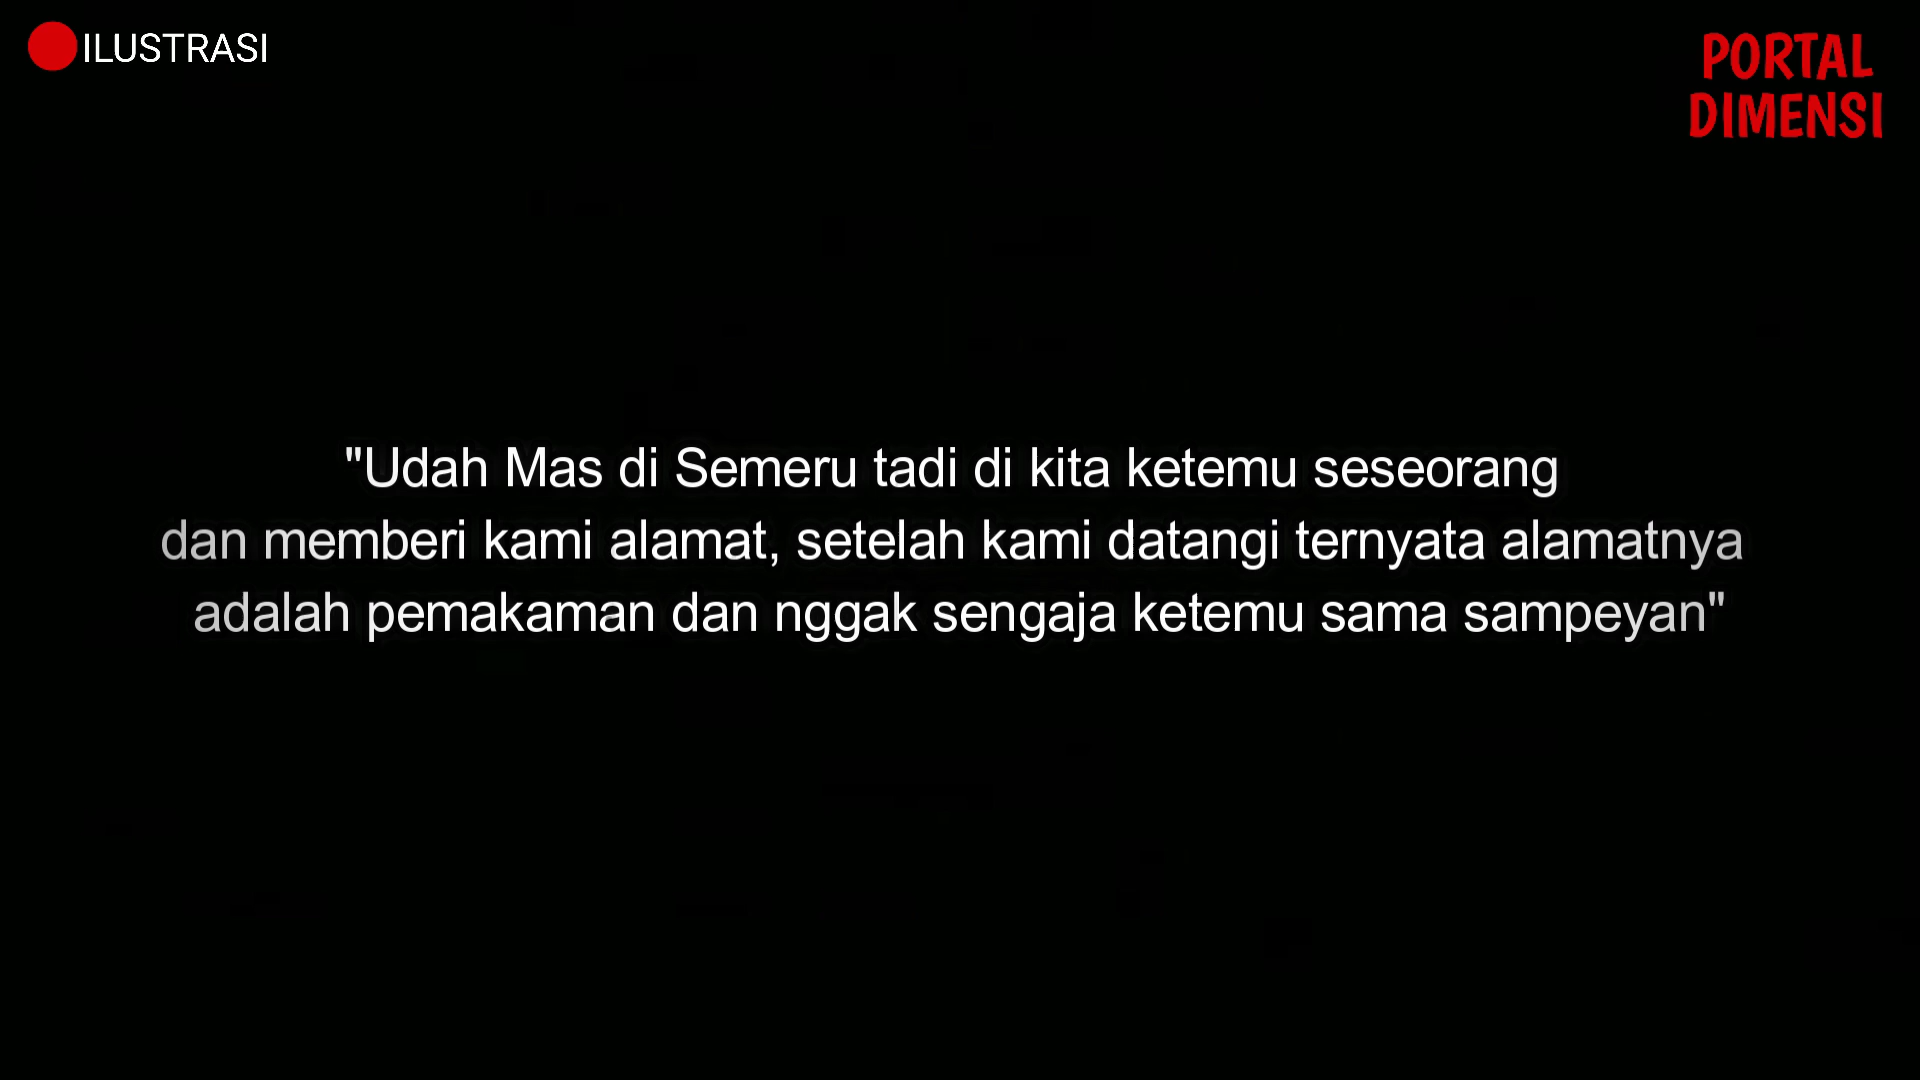 ILUSTRASI
PORTAL
DIMENSI
"Udah Mas di Semeru tadi di kita ketemu seseorang
dan memberi kami alamat, setelah kami datangi ternyata alamatnya
adalah pemakaman dan nggak sengaja ketemu sama sampeyan"